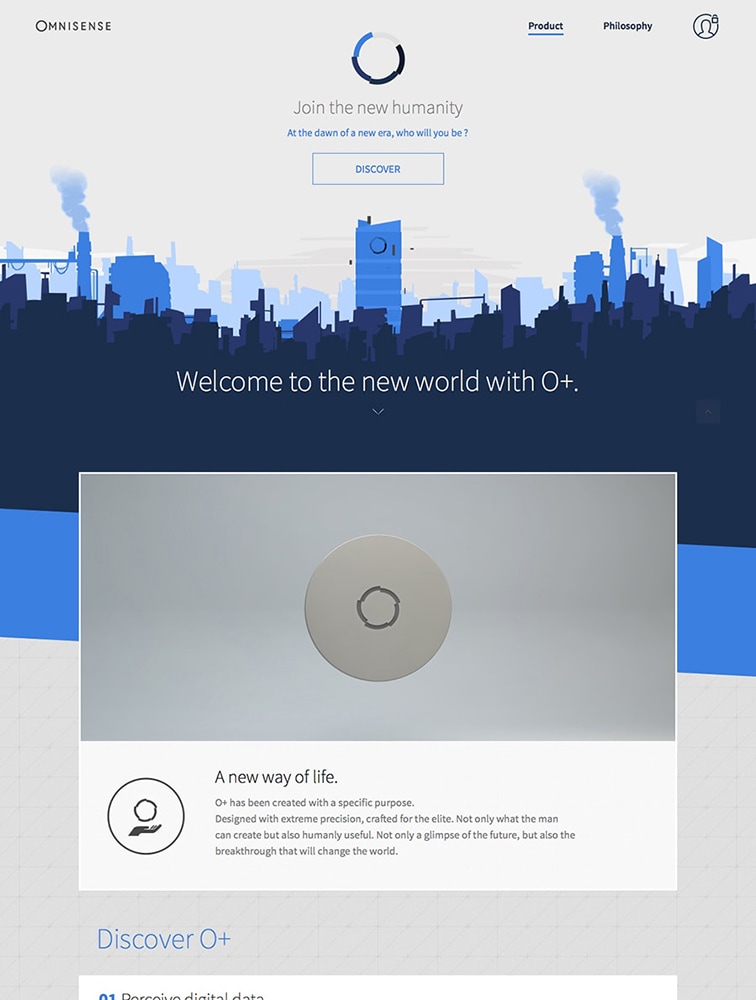 OMNISENSE
Product
Philosophy
Join the new humanity
At the dawn of a new era, who will you be ?
DISCOVER
Welcome to the new world with O+.
A new way of life.
O+ has been created with a specific purpose.
Designed with extreme precision, crafted for the elite. Not only what the man
can create but also humanly useful. Not only a glimpse of the future, but also the
breakthrough that will change the world.
Discover O+
01 Perceive digital data